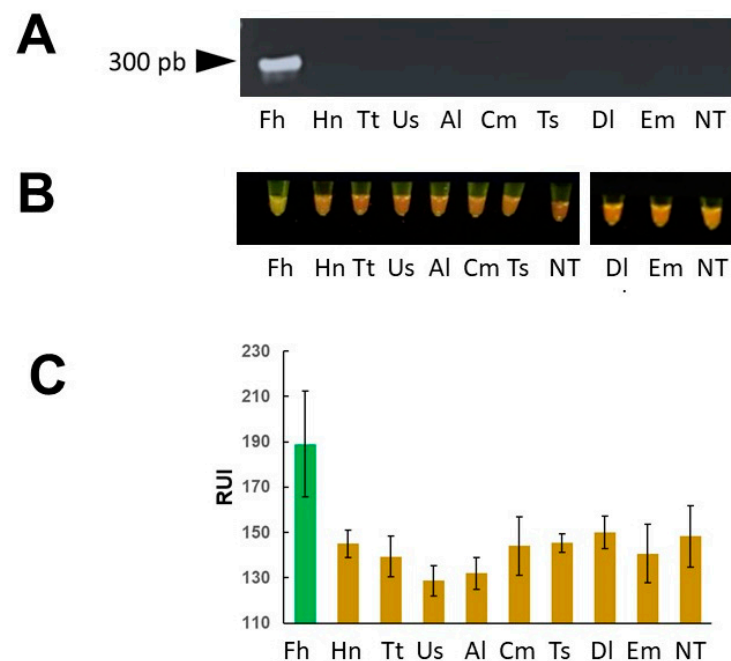 A
300 pb
Fh Hn Tt Us Al Cm Ts Dl Em NT
B
Fh Hn Tt Us Al Cm Ts NT Dl Em NT
C
230
210
190
170
150
130
110
RUI
Fh Hn Tt Us Al Cm Ts Dl Em NT